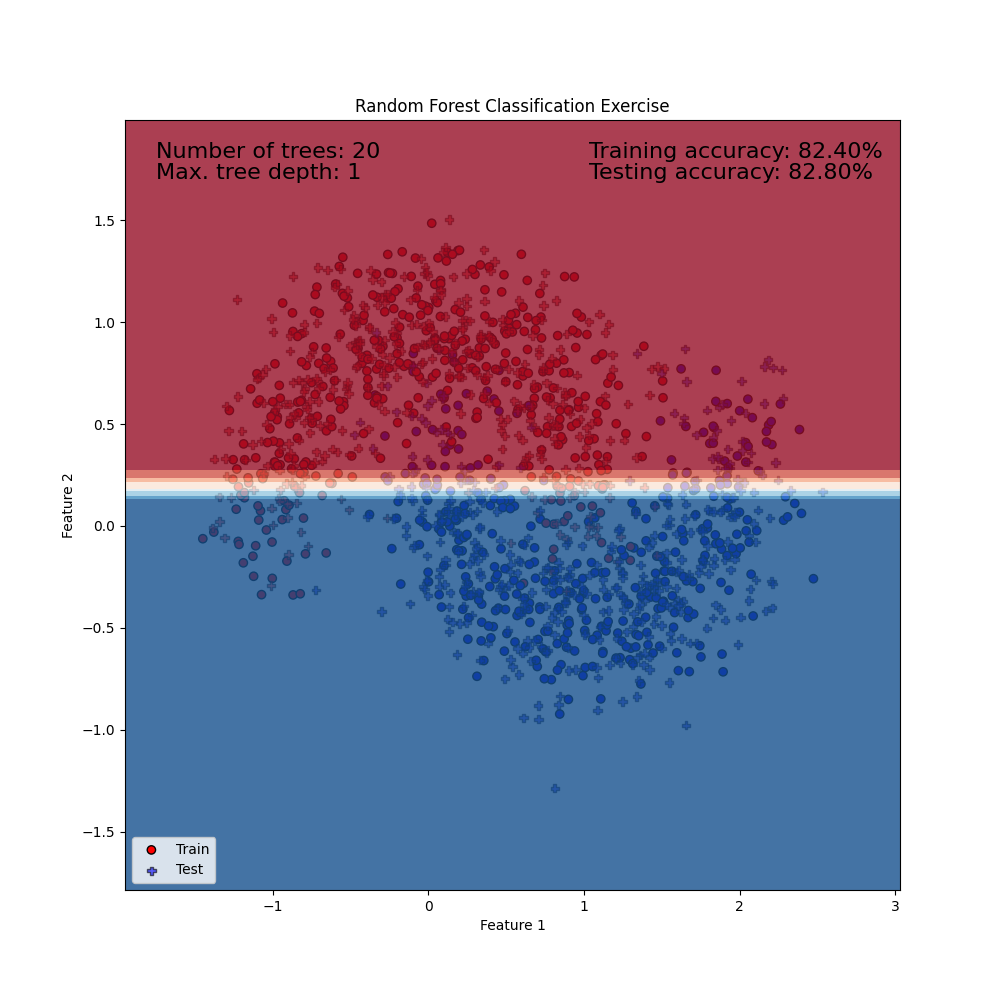 Random Forest Classification Exercise
Number of trees: 20
Max. tree depth: 1
Training accuracy: 82.40%
Testing accuracy: 82.80%
1.5
1.0
0.5
0.0
−0.5
−1.0
−1.5
Feature 2
Train
Test
−1 0 1 2 3
Feature 1